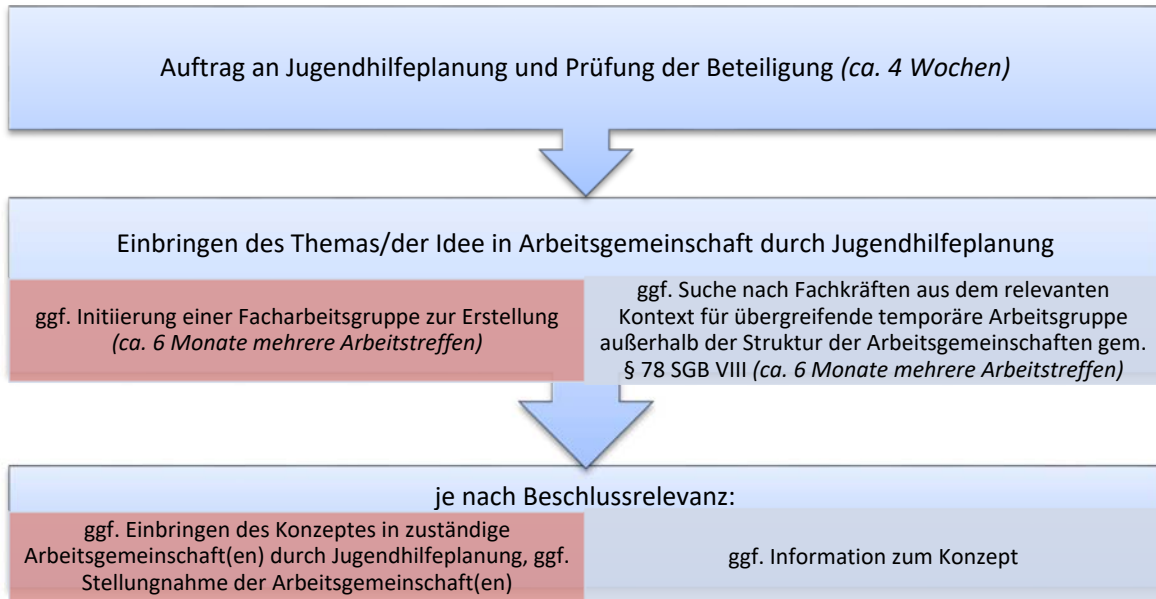 Auftrag an Jugendhilfeplanung und Prüfung der Beteiligung (ca. 4 Wochen)
Einbringen des Themas/der Idee in Arbeitsgemeinschaft durch Jugendhilfeplanung
ggf. Initiierung einer Facharbeitsgruppe zur Erstellung
(ca. 6 Monate mehrere Arbeitstreffen)
ggf. Suche nach Fachkräften aus dem relevanten
Kontext für übergreifende temporäre Arbeitsgruppe
außerhalb der Struktur der Arbeitsgemeinschaften gem.
§ 78 SGB VIII (ca. 6 Monate mehrere Arbeitstreffen)
je nach Beschlussrelevanz:
ggf. Einbringen des Konzeptes in zuständige
Arbeitsgemeinschaft(en) durch Jugendhilfeplanung, ggf.
Stellungnahme der Arbeitsgemeinschaft(en)
ggf. Information zum Konzept